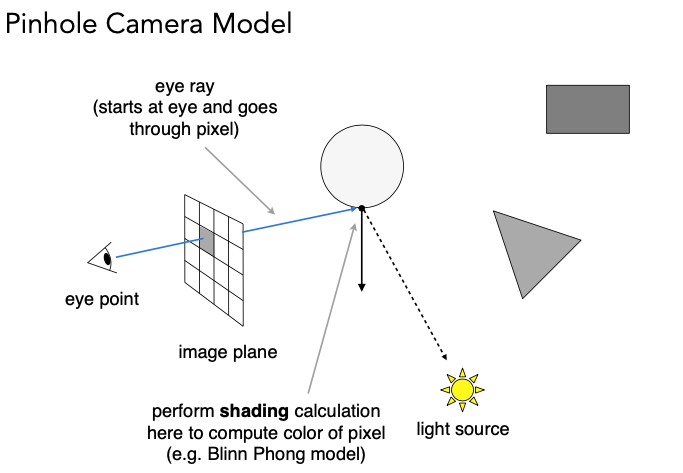 Pinhole Camera Model
eye ray
(starts at eye and goes
through pixel)
eye point
image plane
perform shading calculation
here to compute color of pixel
(e.g. Blinn Phong model)
light source